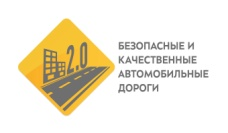 2.0
БЕЗОПАСНЫЕ И
КАЧЕСТВЕННЫЕ
АВТОМОБИЛЬНЫЕ
ДОРОГИ